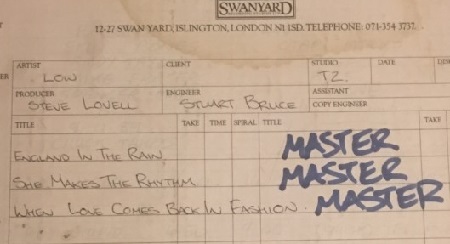 SWANYARD
12-27 SWAN YARD, ISLINGTON, LONDON N1 1SD. TELEPHONE: 071-354 3737.
ARTIST CLIENT STUDIO DATE
LOW T2.
PRODUCER ENGINEER ASSISTANT
STEVE LOVELL STUART BRUCE COPY ENGINEER
TITLE TAKE TIME SPIRAL TITLE TAKE
ENGLAND IN THE RAIN. MASTER
SHE MAKES THE RHYTHM MASTER
WHEN LOVE COMES BACK IN FASHION. MASTER